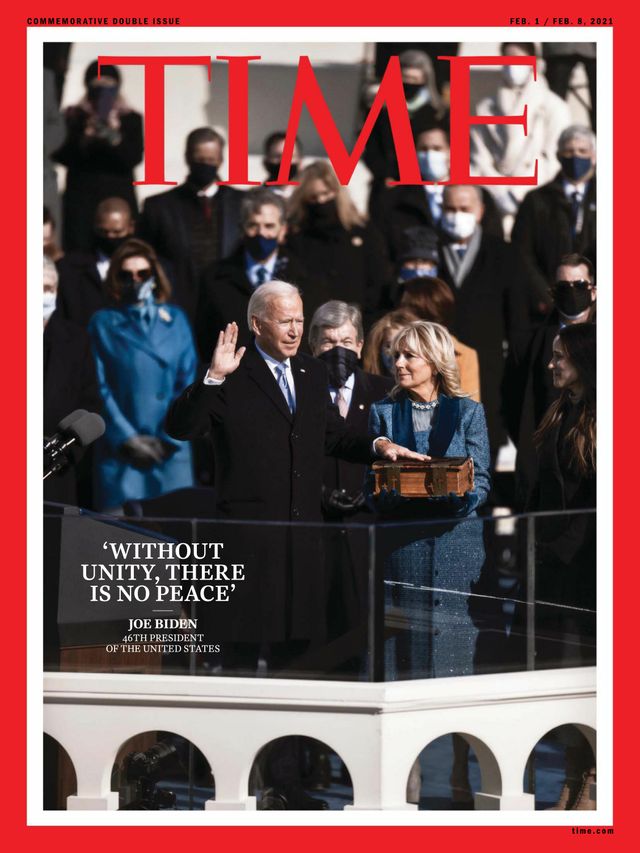 COMMEMORATIVE DOUBLE ISSUE
FEB. 1 / FEB. 8, 2021
TIME
‘WITHOUT
UNITY, THERE
IS NO PEACE’
JOE BIDEN
46TH PRESIDENT
OF THE UNITED STATES
time.com